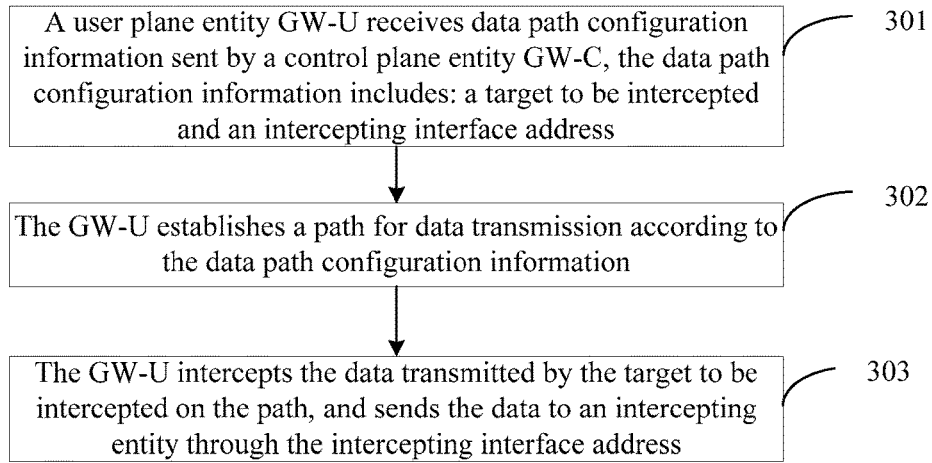 A user plane entity GW-U receives data path configuration
information sent by a control plane entity GW-C, the data path
configuration information includes: a target to be intercepted
and an intercepting interface address
301
The GW-U establishes a path for data transmission according to
the data path configuration information
302
The GW-U intercepts the data transmitted by the target to be
intercepted on the path, and sends the data to an intercepting
entity through the intercepting interface address
303